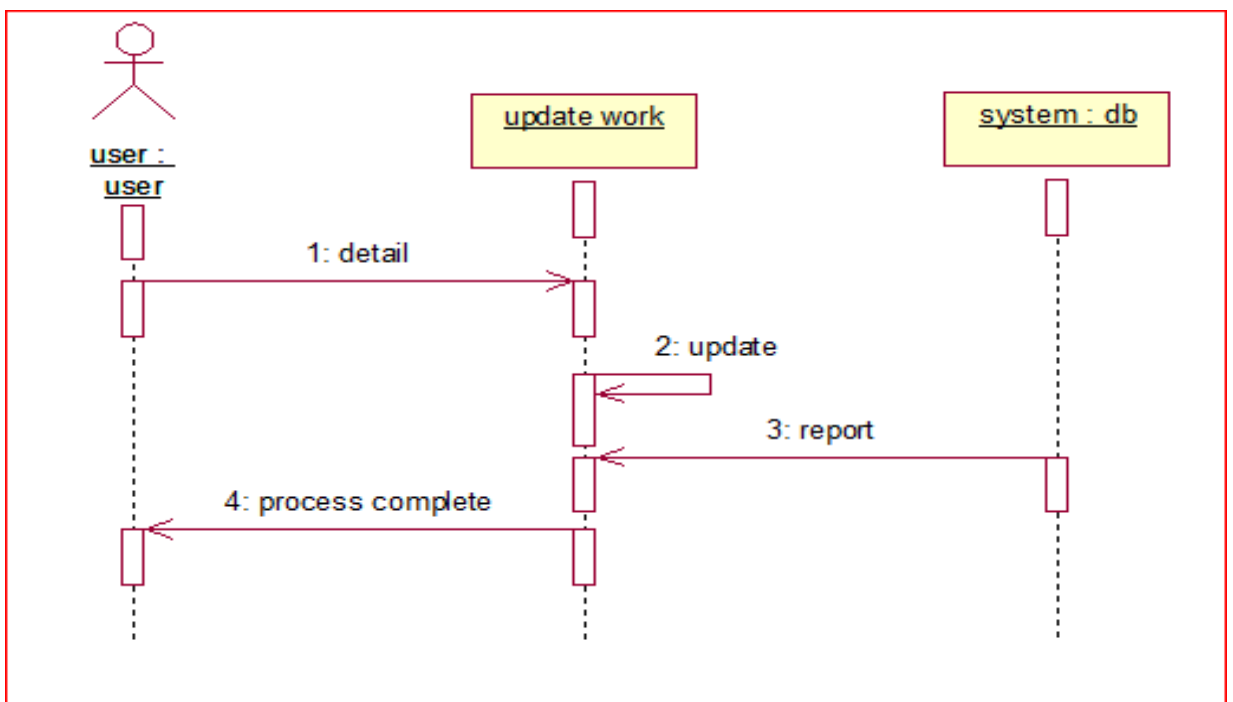 update work
system : db
user :
user
1: detail
2: update
3: report
4: process complete